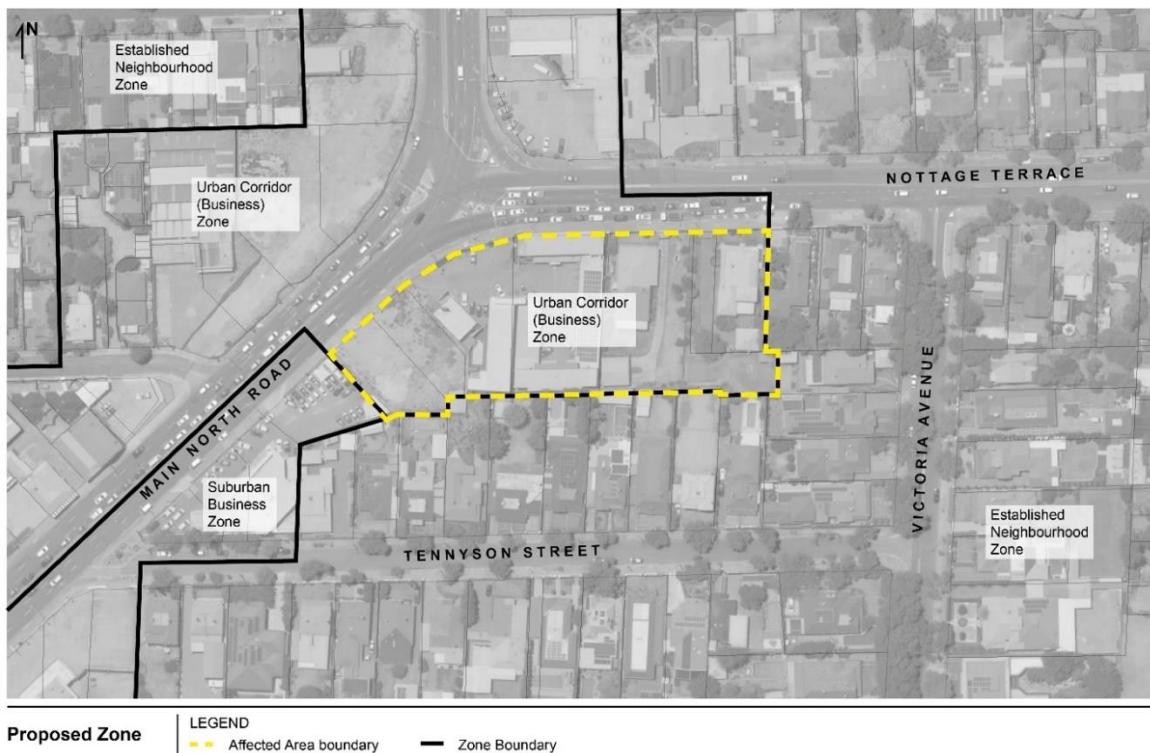 N
Established
Neighbourhood
Zone
Urban Corridor
(Business)
Zone
NOTTAGE TERRACE
Urban Corridor
(Business)
Zone
MAIN NORTH ROAD
VICTORIA AVENUE
Suburban
Business
Zone
Established
Neighbourhood
Zone
TENNYSON STREET
Proposed Zone
LEGEND
Affected Area boundary
Zone Boundary